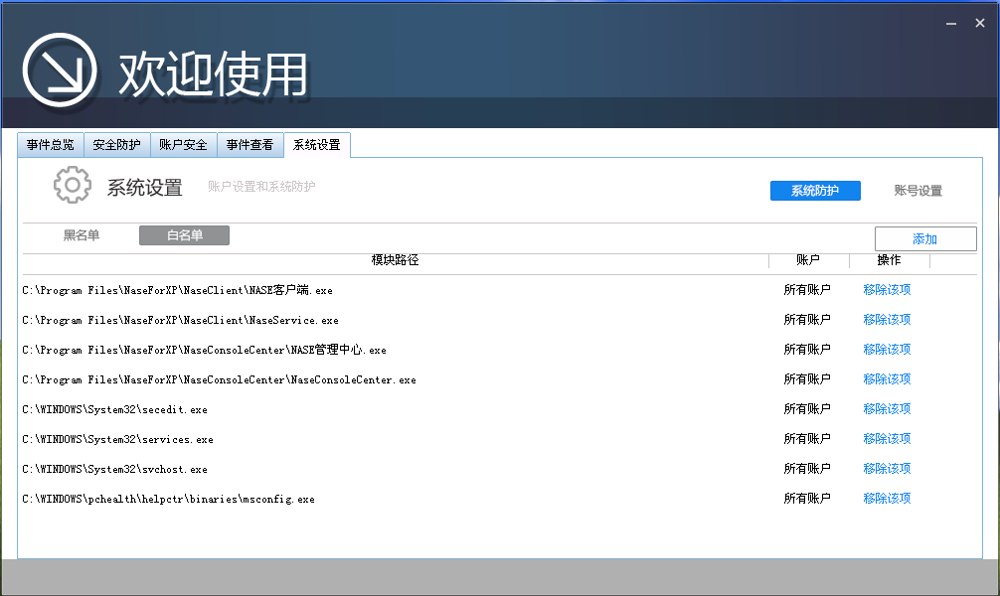 欢迎使用
事件总览 安全防护 账户安全 事件查看 系统设置
系统设置 账户设置和系统防护 系统防护 账号设置
黑名单 白名单 添加
模块路径 账户 操作
C:\Program Files\NaseForXP\NaseClient\NASE客户端.exe 所有账户 移除该项
C:\Program Files\NaseForXP\NaseClient\NaseService.exe 所有账户 移除该项
C:\Program Files\NaseForXP\NaseConsoleCenter\NASE管理中心.exe 所有账户 移除该项
C:\Program Files\NaseForXP\NaseConsoleCenter\NaseConsoleCenter.exe 所有账户 移除该项
C:\WINDOWS\System32\secedit.exe 所有账户 移除该项
C:\WINDOWS\System32\services.exe 所有账户 移除该项
C:\WINDOWS\System32\svchost.exe 所有账户 移除该项
C:\WINDOWS\pchealth\helpctr\binaries\msconfig.exe 所有账户 移除该项